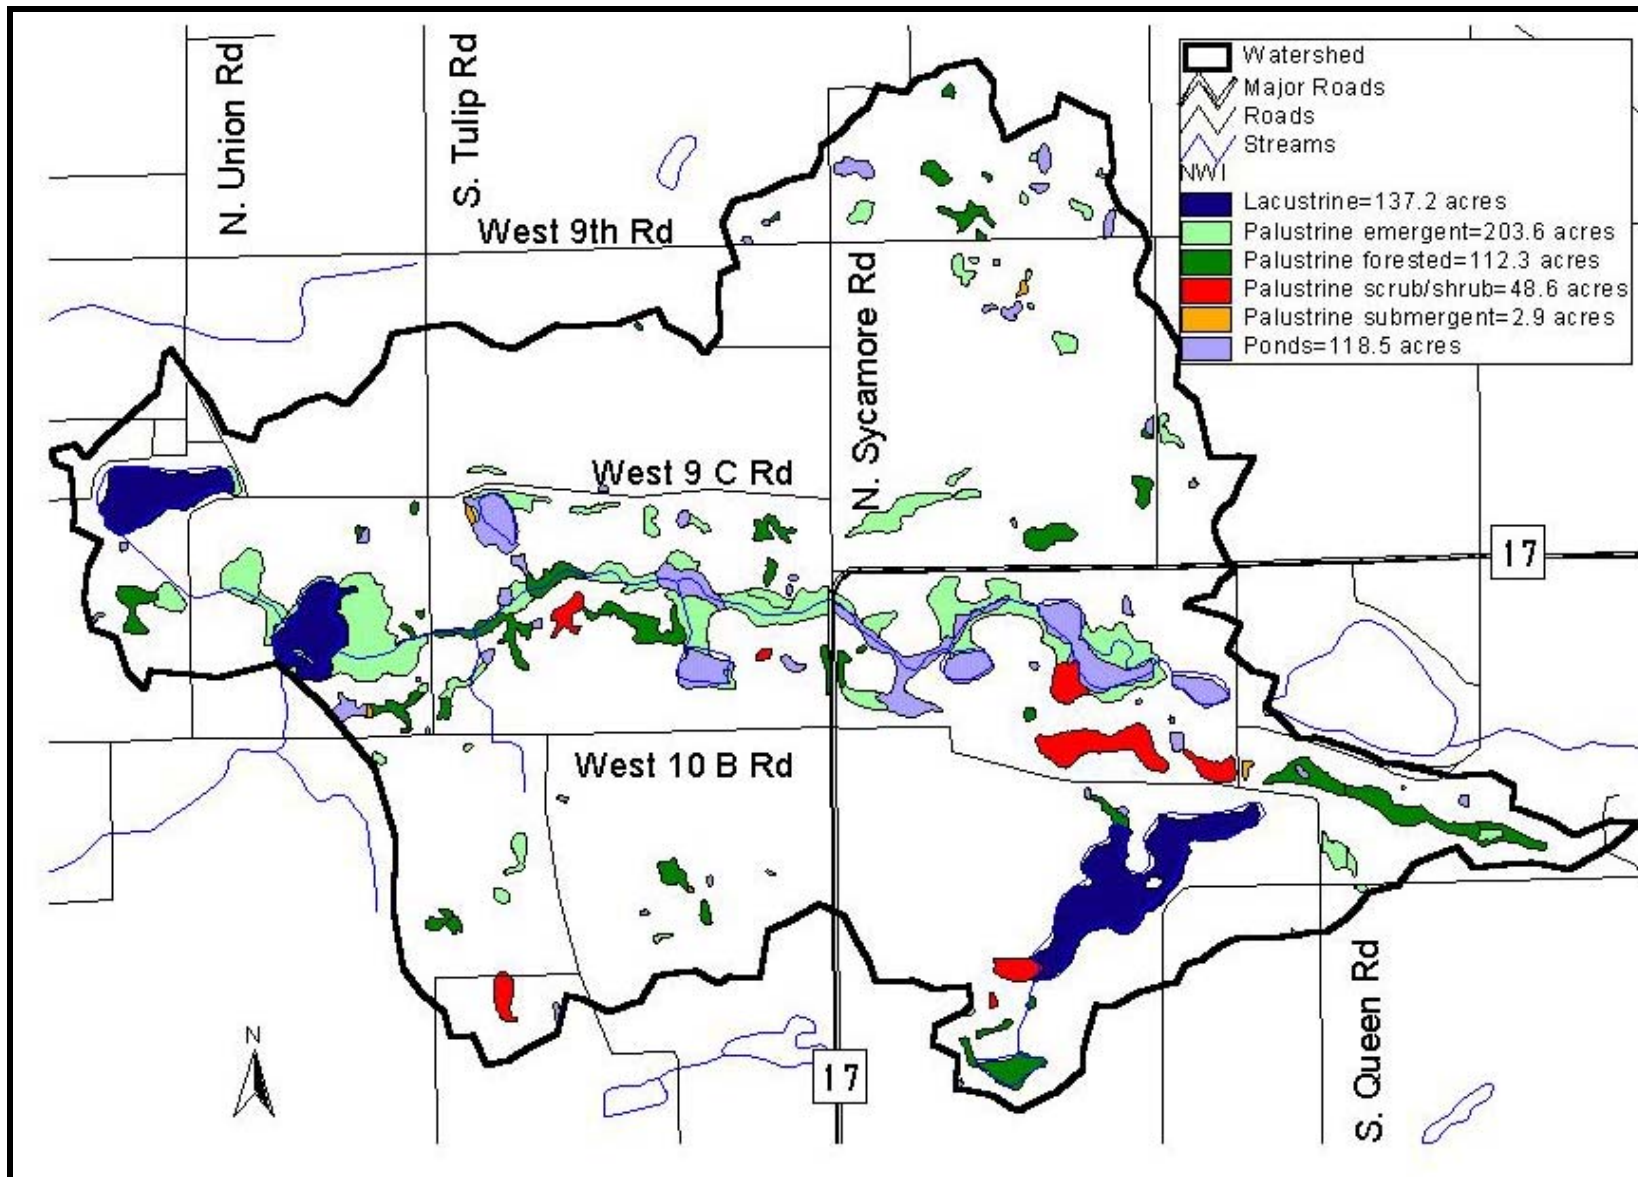 N. Union Rd
S. Tulip Rd
West 9th Rd
N. Sycamore Rd
West 9 C Rd
West 10 B Rd
S. Queen Rd
17
17
N
Watershed
Major Roads
Roads
Streams
NWI
Lacustrine=137.2 acres
Palustrine emergent=203.6 acres
Palustrine forested=112.3 acres
Palustrine scrub/shrub=48.6 acres
Palustrine submergent=2.9 acres
Ponds=118.5 acres